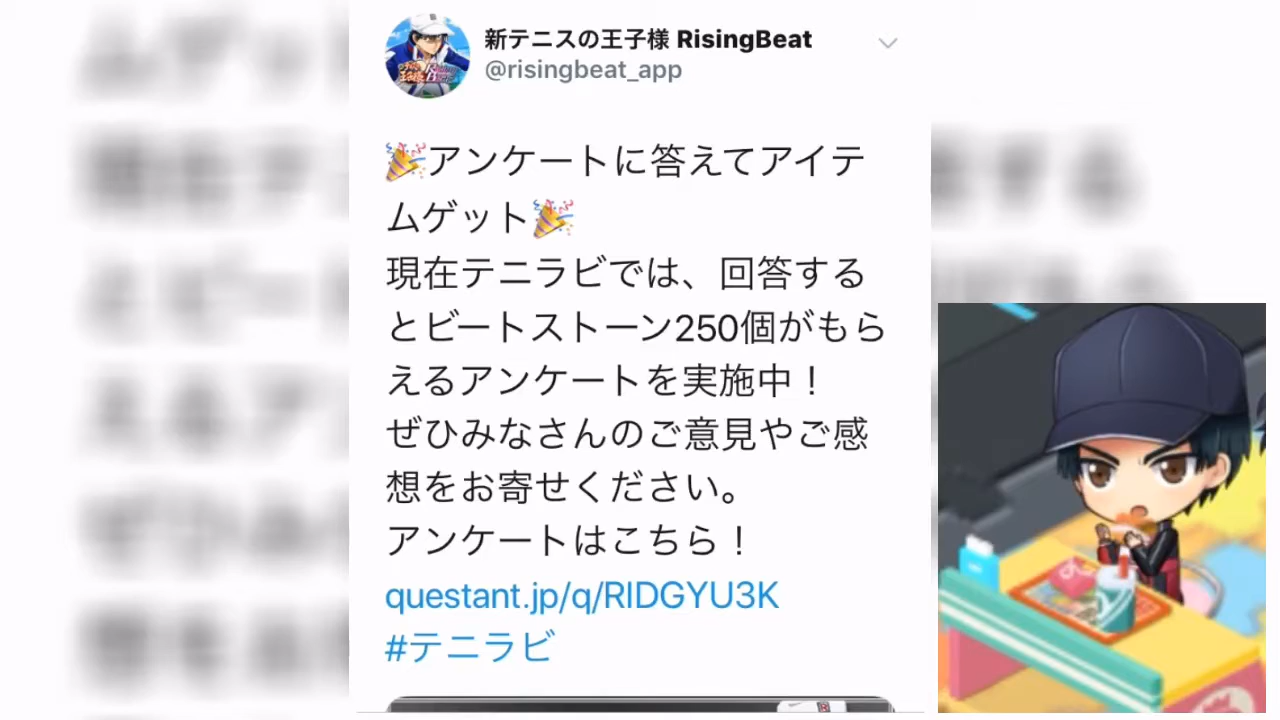 新テニスの王子様 RisingBeat
@risingbeat_app
🎉アンケートに答えてアイテ
ムゲット🎉
現在テニラビでは、回答する
とビートストーン250個がもら
えるアンケートを実施中！
ぜひみなさんのご意見やご感
想をお寄せください。
アンケートはこちら！
questant.jp/q/RIDGYU3K
#テニラビ